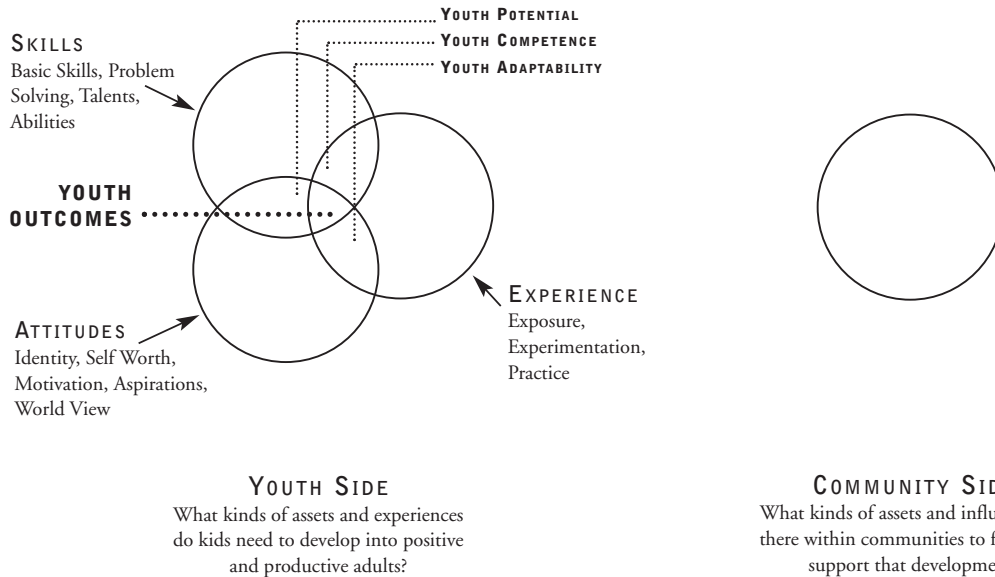 YOUTH POTENTIAL
YOUTH COMPETENCE
YOUTH ADAPTABILITY
SKILLS
Basic Skills, Problem
Solving, Talents,
Abilities
YOUTH
OUTCOMES
EXPERIENCE
Exposure,
Experimentation,
Practice
ATTITUDES
Identity, Self Worth,
Motivation, Aspirations,
World View
YOUTH SIDE
What kinds of assets and experiences
do kids need to develop into positive
and productive adults?
COMMUNITY
What kinds of assets and
there within communities to
support that